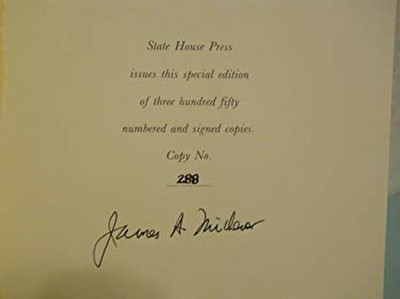 State House Press
issues this special edition
of three hundred fifty
numbered and signed copies.
Copy No.
288
James A. Michener